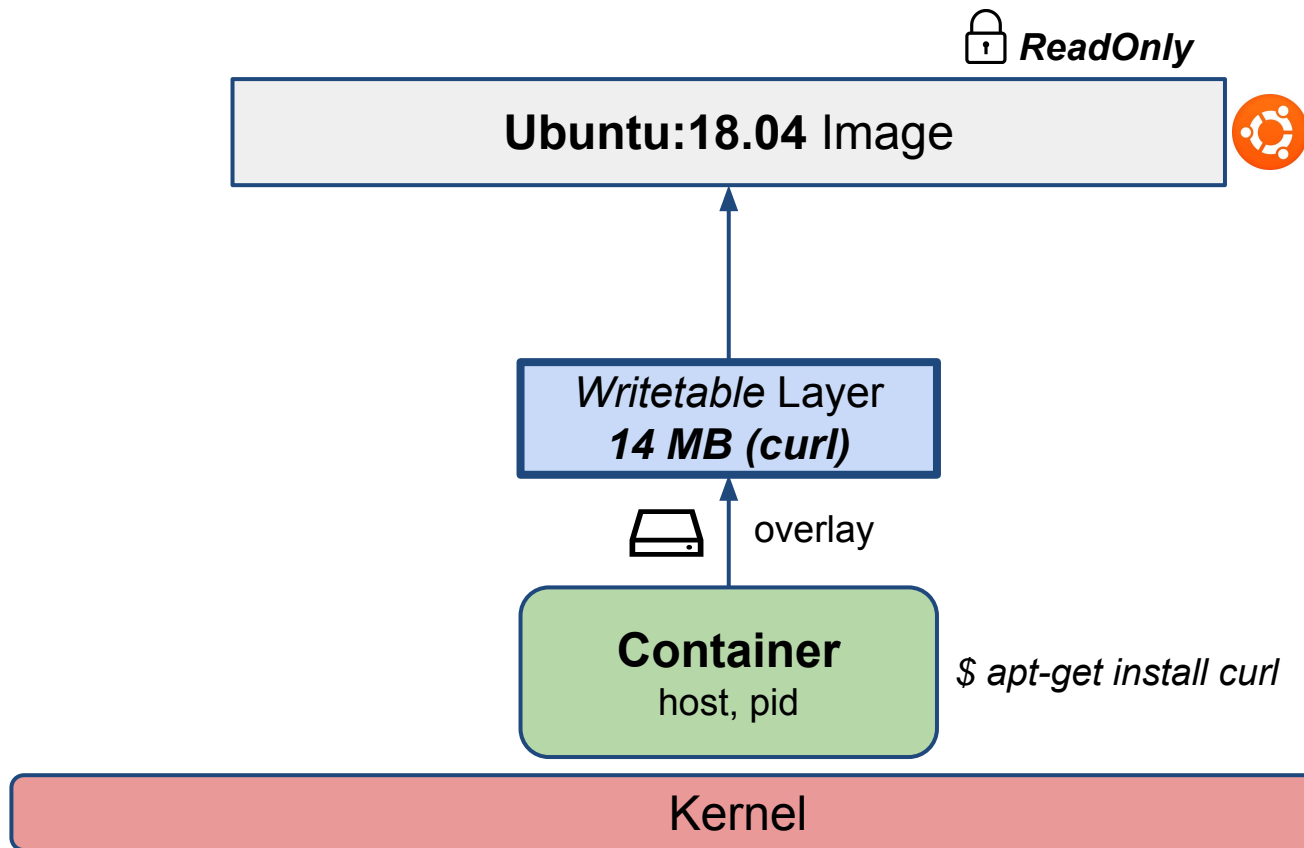 ReadOnly
Ubuntu:18.04 Image
Writetable Layer
14 MB (curl)
overlay
Container
host, pid
$ apt-get install curl
Kernel